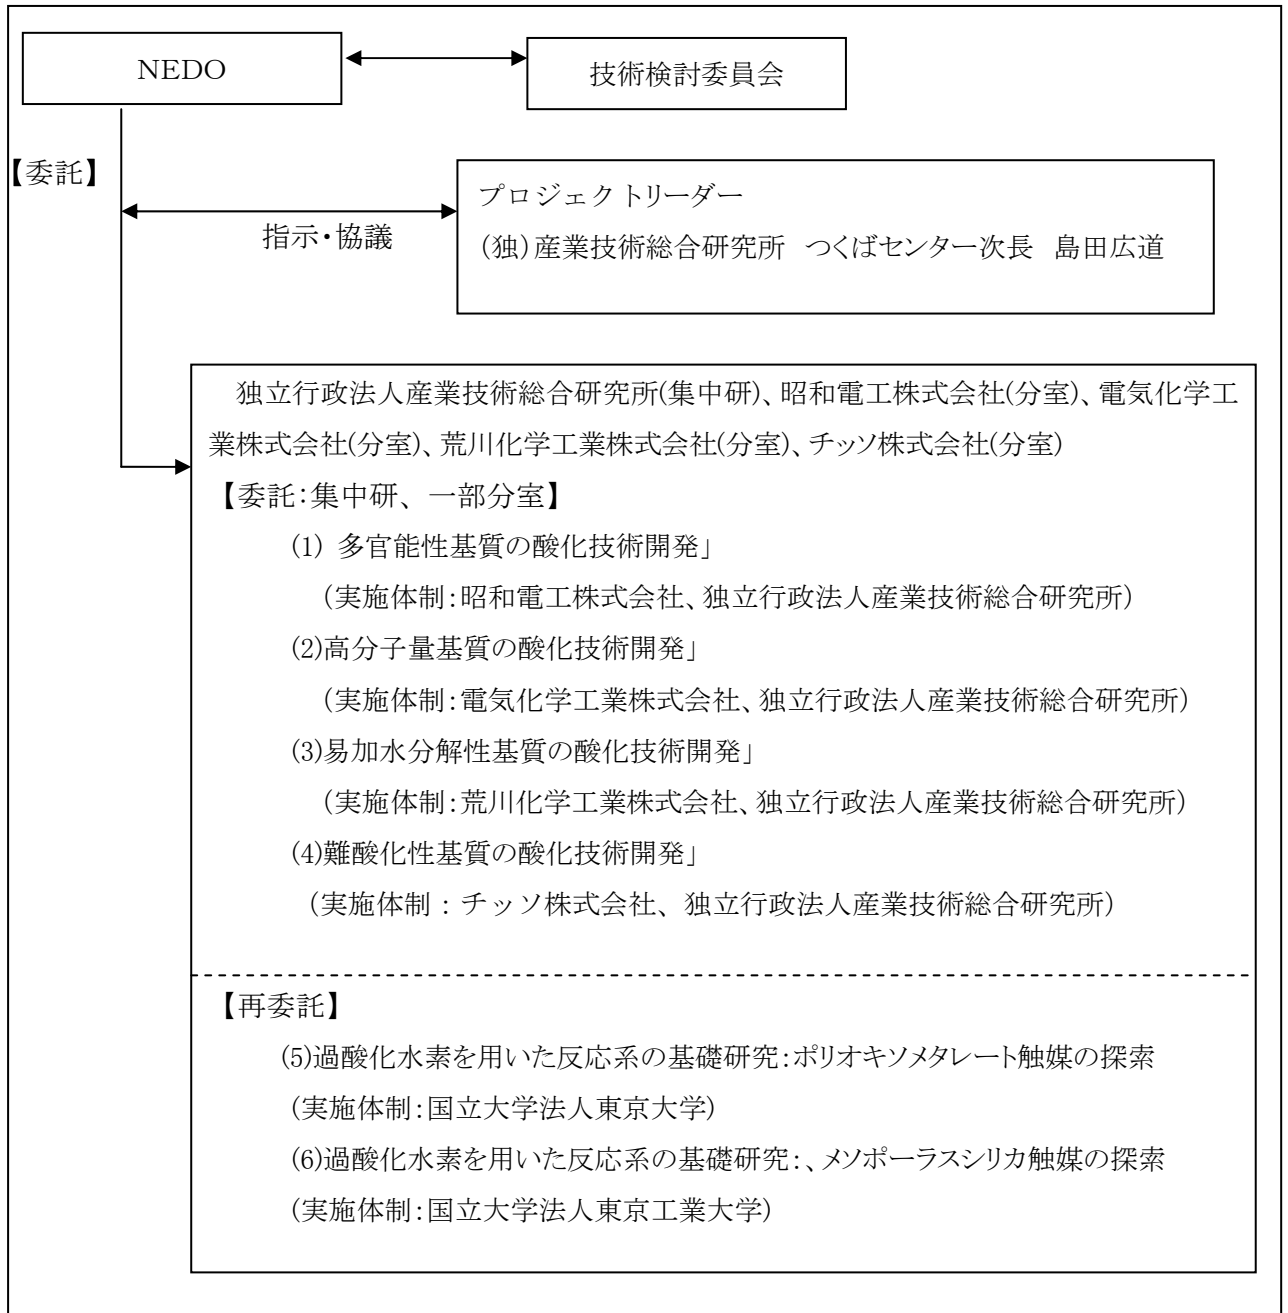 NEDO
技術検討委員会
【委託】
指示・協議
プロジェクトリーダー
(独)産業技術総合研究所　つくばセンター次長　島田広道
独立行政法人産業技術総合研究所(集中研)、昭和電工株式会社(分室)、電気化学工
業株式会社(分室)、荒川化学工業株式会社(分室)、チッソ株式会社(分室)
【委託:集中研、一部分室】
(1) 多官能性基質の酸化技術開発」
(実施体制:昭和電工株式会社、独立行政法人産業技術総合研究所)
(2)高分子量基質の酸化技術開発」
(実施体制:電気化学工業株式会社、独立行政法人産業技術総合研究所)
(3)易加水分解性基質の酸化技術開発」
(実施体制:荒川化学工業株式会社、独立行政法人産業技術総合研究所)
(4)難酸化性基質の酸化技術開発」
(実施体制:チッソ株式会社、独立行政法人産業技術総合研究所)
【再委託】
(5)過酸化水素を用いた反応系の基礎研究:ポリオキソメタレート触媒の探索
(実施体制:国立大学法人東京大学)
(6)過酸化水素を用いた反応系の基礎研究:、メソポーラスシリカ触媒の探索
(実施体制:国立大学法人東京工業大学)